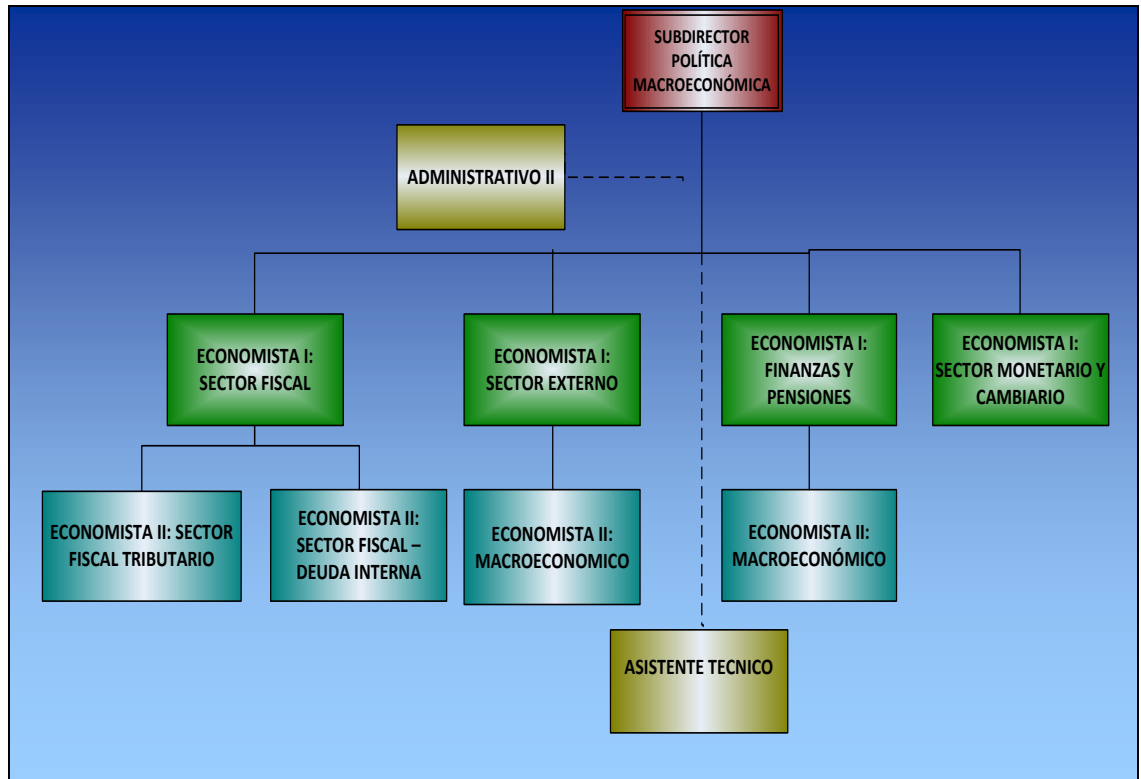 SUBDIRECTOR
POLÍTICA
MACROECONÓMICA
ADMINISTRATIVO II
ECONOMISTA I:
SECTOR FISCAL
ECONOMISTA I:
SECTOR EXTERNO
ECONOMISTA I:
FINANZAS Y
PENSIONES
ECONOMISTA I:
SECTOR MONETARIO Y
CAMBIARIO
ECONOMISTA II: SECTOR
FISCAL TRIBUTARIO
ECONOMISTA II:
SECTOR FISCAL –
DEUDA INTERNA
ECONOMISTA II:
MACROECONOMICO
ECONOMISTA II:
MACROECONÓMICO
ASISTENTE TECNICO